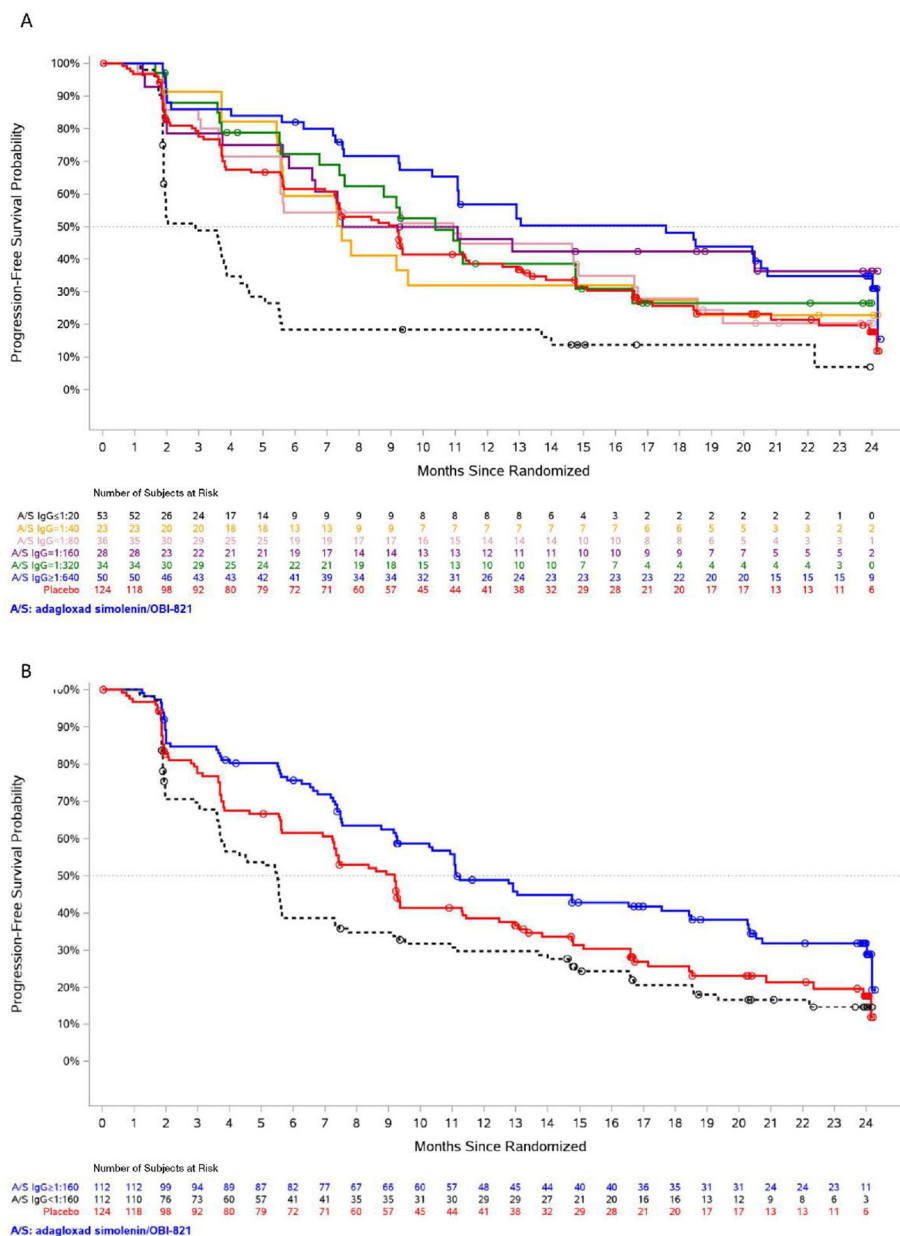 A
100%
90%
80%
70%
60%
50%
40%
30%
20%
10%
0%
Progression-Free Survival Probability
0 1 2 3 4 5 6 7 8 9 10 11 12 13 14 15 16 17 18 19 20 21 22 23 24
Months Since Randomized
Number of Subjects at Risk
A/S IgG≤1:20 53 52 26 24 17 14 9 9 9 9 8 8 8 8 6 4 3 2 2 2 2 2 2 1 0
A/S IgG=1:40 23 23 20 20 18 18 13 13 9 9 7 7 7 7 7 7 7 6 6 5 5 3 3 2 2
A/S IgG=1:80 36 35 30 29 25 25 19 19 17 17 16 15 14 14 14 10 10 8 8 6 5 4 3 3 1
A/S IgG=1:160 28 28 23 22 21 21 19 17 14 14 13 13 12 11 11 10 10 9 9 7 7 5 5 5 2
A/S IgG=1:320 34 34 30 29 25 24 22 21 19 18 15 13 10 10 10 7 7 4 4 4 4 4 4 3 0
A/S IgG≥1:640 50 50 46 43 43 42 41 39 34 34 32 31 26 24 23 23 23 23 22 20 20 15 15 15 9
Placebo 124 118 98 92 80 79 72 71 60 57 45 44 41 38 32 29 28 21 20 17 17 13 13 11 6
A/S: adagloxad simolenin/OBI-821
B
100%
90%
80%
70%
60%
50%
40%
30%
20%
10%
0%
Progression-Free Survival Probability
0 1 2 3 4 5 6 7 8 9 10 11 12 13 14 15 16 17 18 19 20 21 22 23 24
Months Since Randomized
Number of Subjects at Risk
A/S IgG≥1:160 112 112 99 94 89 87 82 77 67 66 60 57 48 45 44 40 40 36 35 31 31 24 24 23 11
A/S IgG<1:160 112 110 76 73 60 57 41 41 35 35 31 30 29 29 27 21 20 16 16 13 12 9 8 6 3
Placebo 124 118 98 92 80 79 72 71 60 57 45 44 41 38 32 29 28 21 20 17 17 13 13 11 6
A/S: adagloxad simolenin/OBI-821